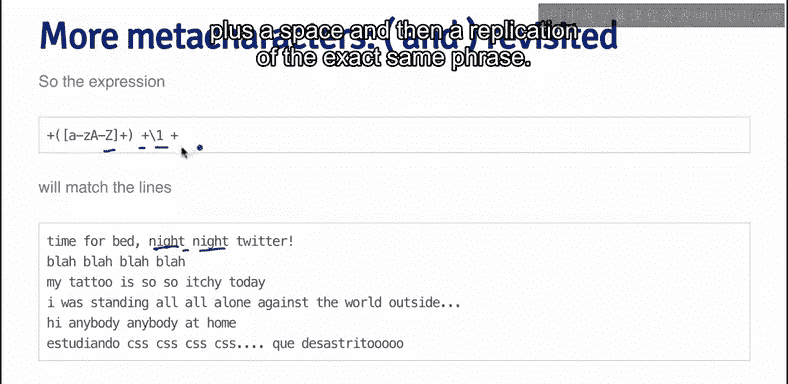 More metacharacters: ( and ) revisited
plus a space and then a replication
of the exact same phrase.
So the expression
+([a-zA-Z]+) +\1 +
will match the lines
time for bed, night night twitter!
blah blah blah blah
my tattoo is so so itchy today
i was standing all all alone against the world outside...
hi anybody anybody at home
estudiando css css css css.... que desastritooooo